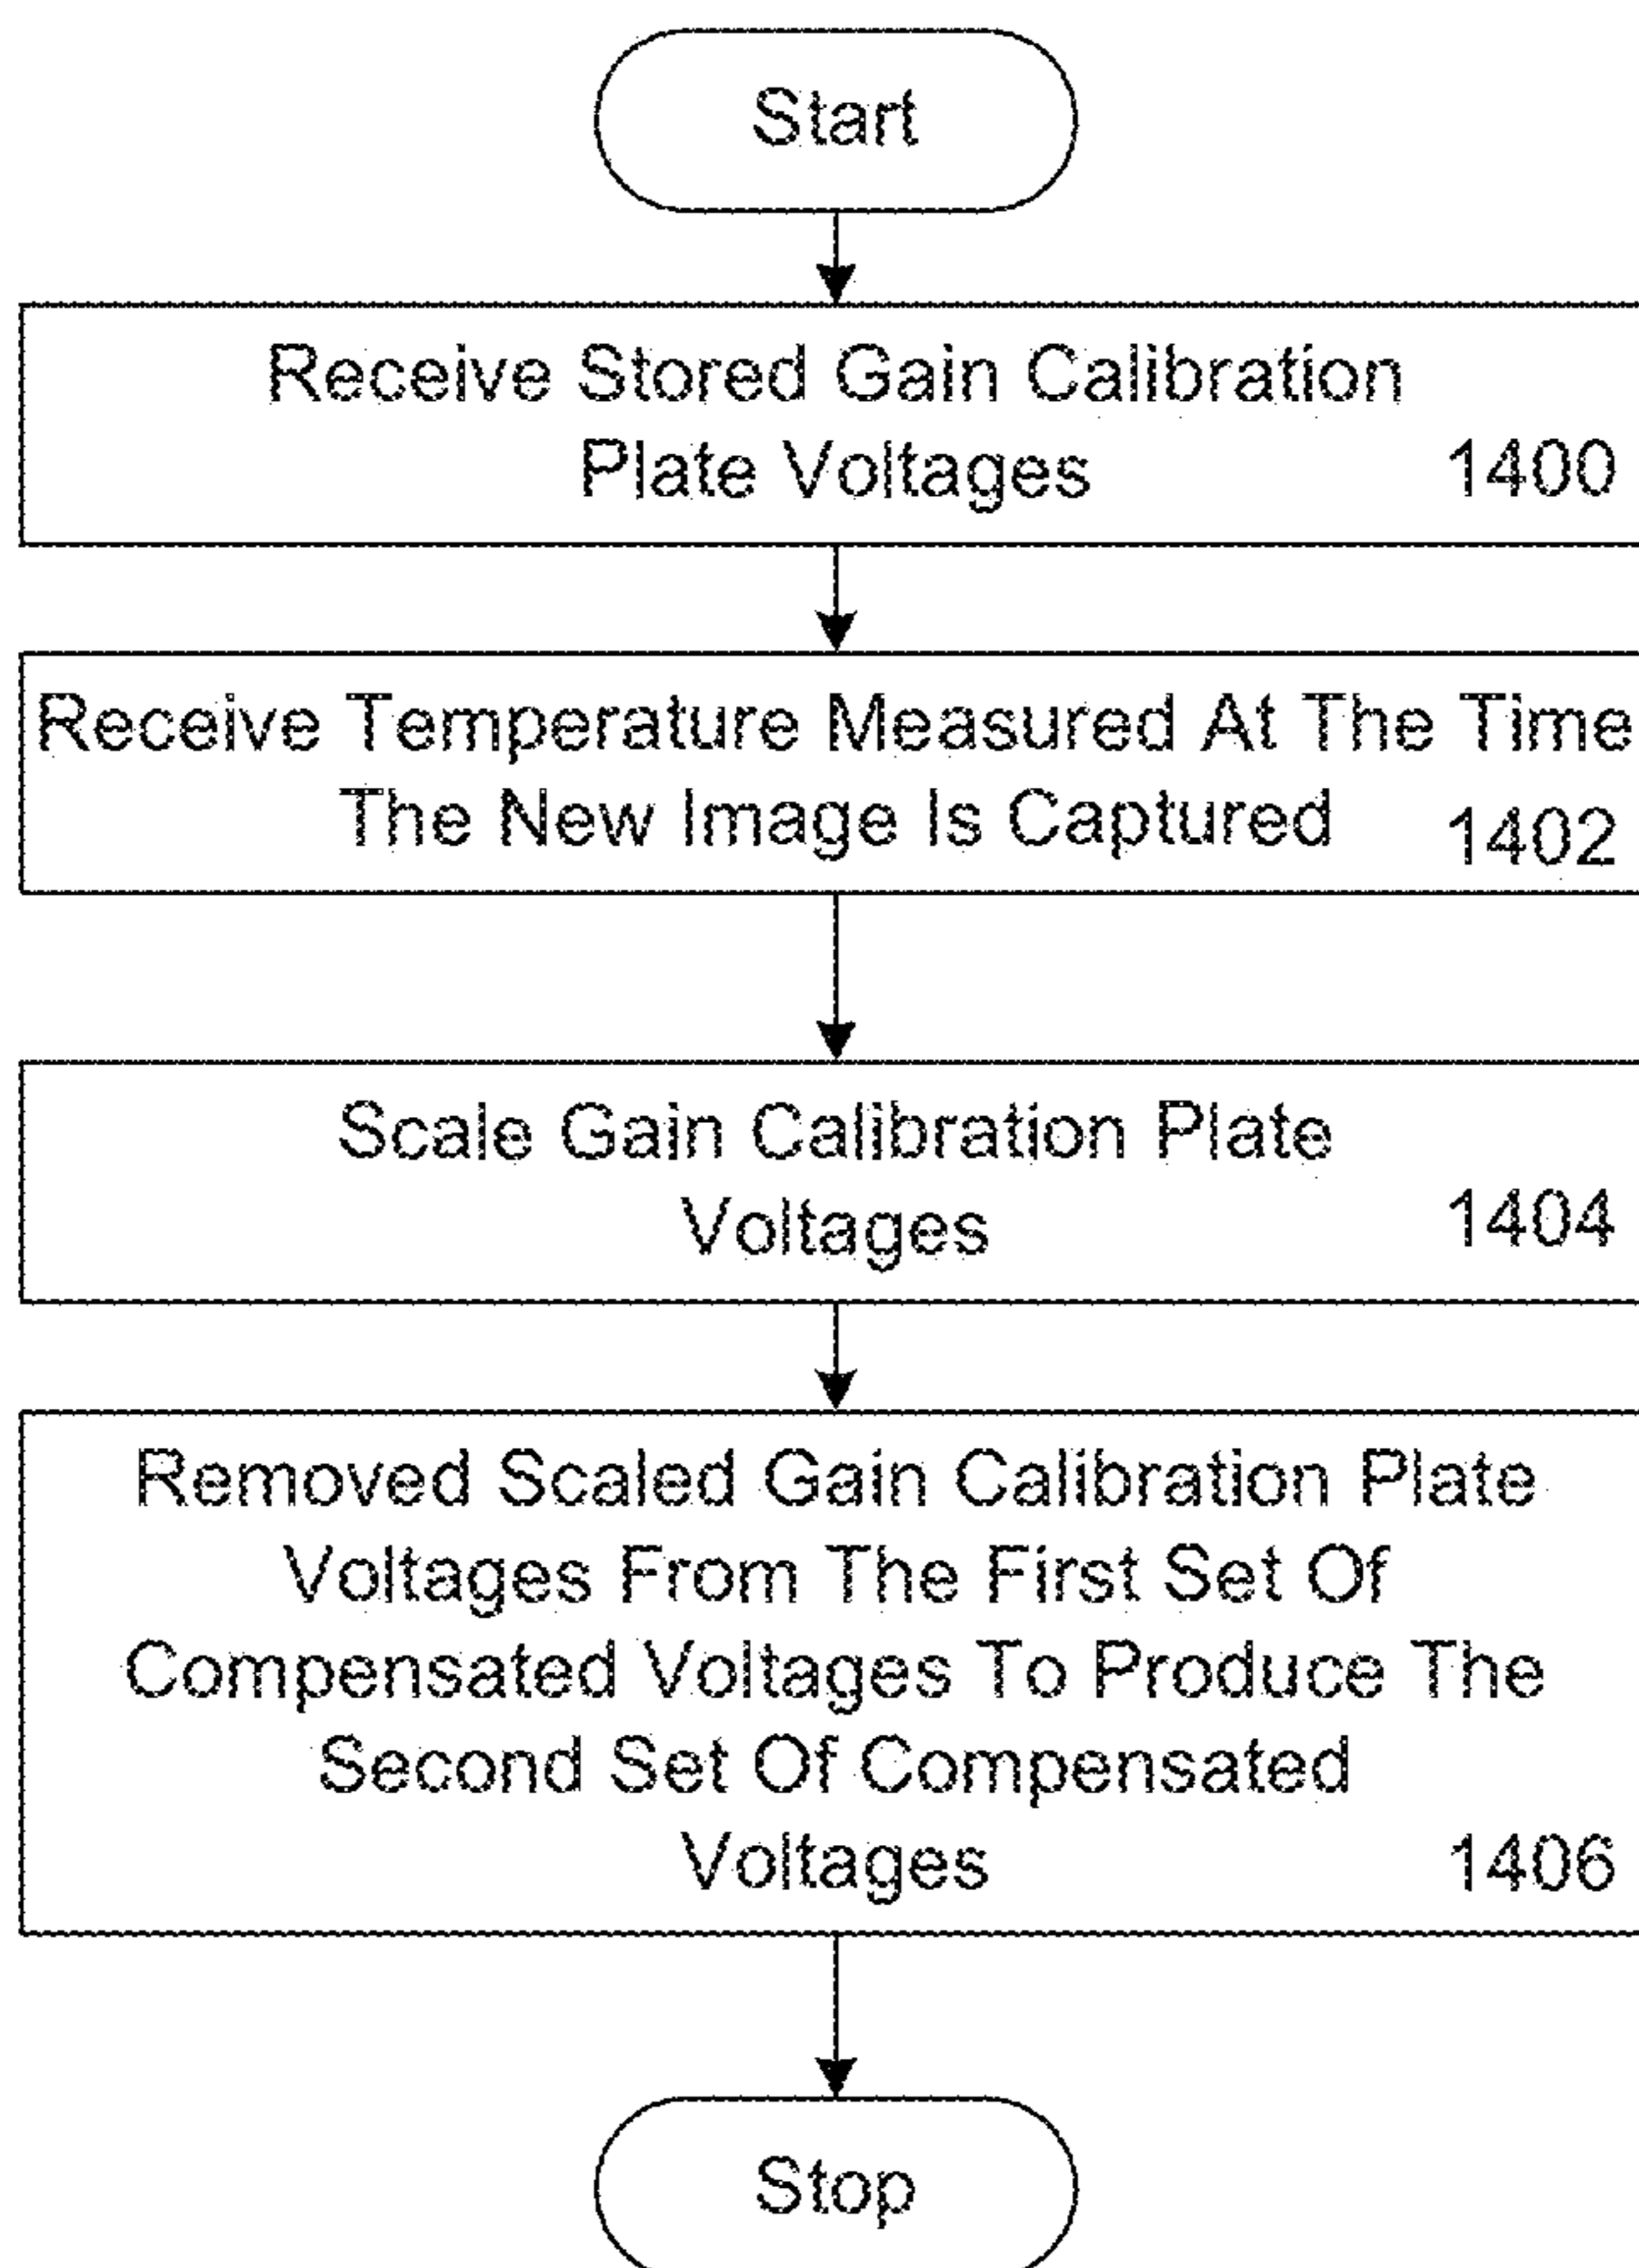 Start
Receive Stored Gain Calibration
Plate Voltages 1400
Receive Temperature Measured At The Time
The New Image Is Captured 1402
Scale Gain Calibration Plate
Voltages 1404
Removed Scaled Gain Calibration Plate
Voltages From The First Set Of
Compensated Voltages To Produce The
Second Set Of Compensated
Voltages 1406
Stop